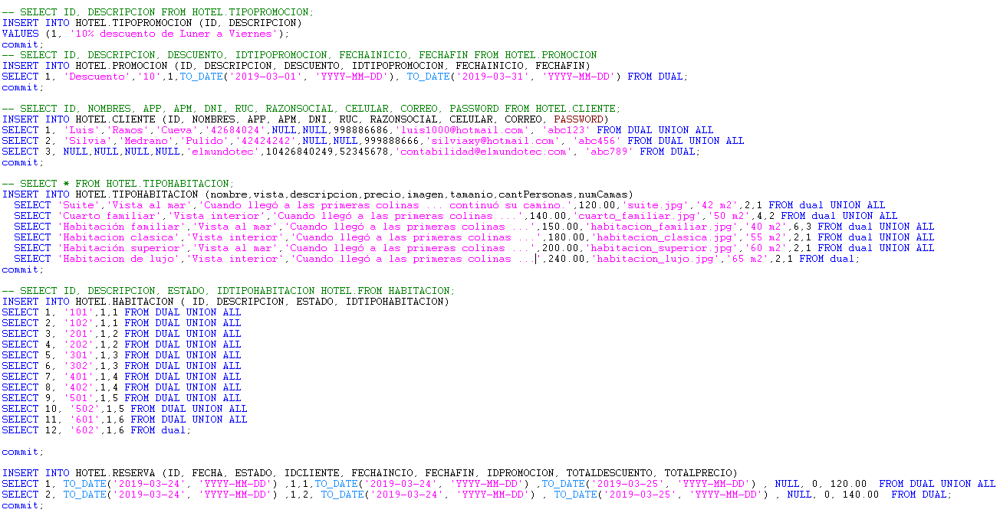 -- SELECT ID, DESCRIPCION FROM HOTEL.TIPOPROMOCION;
INSERT INTO HOTEL.TIPOPROMOCION (ID, DESCRIPCION)
VALUES (1, '10% descuento de Luner a Viernes');
commit;
-- SELECT ID, DESCRIPCION, DESCUENTO, IDTIPOPROMOCION, FECHAINICIO, FECHAFIN FROM HOTEL.PROMOCION
INSERT INTO HOTEL.PROMOCION (ID, DESCRIPCION, DESCUENTO, IDTIPOPROMOCION, FECHAINICIO, FECHAFIN)
SELECT 1, 'Descuento','10',1,TO_DATE('2019-03-01', 'YYYY-MM-DD'), TO_DATE('2019-03-31', 'YYYY-MM-DD') FROM DUAL;
commit;

-- SELECT ID, NOMBRES, APP, APM, DNI, RUC, RAZONSOCIAL, CELULAR, CORREO, PASSWORD FROM HOTEL.CLIENTE;
INSERT INTO HOTEL.CLIENTE (ID, NOMBRES, APP, APM, DNI, RUC, RAZONSOCIAL, CELULAR, CORREO, PASSWORD)
SELECT 1, 'Luis','Ramos','Cueva','42684024',NULL,NULL,998886686,'luis1000@hotmail.com', 'abc123' FROM DUAL UNION ALL
SELECT 2, 'Silvia','Medrano','Pulido','42424242',NULL,NULL,999888666,'silviaxy@hotmail.com', 'abc456' FROM DUAL UNION ALL
SELECT 3, NULL,NULL,NULL,NULL,'elmundotec',10426840249,52345678,'contabilidad@elmundotec.com', 'abc789' FROM DUAL;
commit;

-- SELECT * FROM HOTEL.TIPOHABITACION;
INSERT INTO HOTEL.TIPOHABITACION (nombre,vista,descripcion,precio,imagen,tamanio,cantPersonas,numCamas)
  SELECT 'Suite','Vista al mar','Cuando llegó a las primeras colinas ... continuó su camino.',120.00,'suite.jpg','42 m2',2,1 FROM dual UNION ALL
  SELECT 'Cuarto familiar','Vista interior','Cuando llegó a las primeras colinas ...',140.00,'cuarto_familiar.jpg','50 m2',4,2 FROM dual UNION ALL
  SELECT 'Habitación familiar','Vista al mar','Cuando llegó a las primeras colinas ...',150.00,'habitacion_familiar.jpg','40 m2',6,3 FROM dual UNION ALL
  SELECT 'Habitacion clasica','Vista interior','Cuando llegó a las primeras colinas ...',180.00,'habitacion_clasica.jpg','55 m2',2,1 FROM dual UNION ALL
  SELECT 'Habitación superior','Vista al mar','Cuando llegó a las primeras colinas ...',200.00,'habitacion_superior.jpg','60 m2',2,1 FROM dual UNION ALL
  SELECT 'Habitacion de lujo','Vista interior','Cuando llegó a las primeras colinas ...',240.00,'habitacion_lujo.jpg','65 m2',2,1 FROM dual;
commit;

-- SELECT ID, DESCRIPCION, ESTADO, IDTIPOHABITACION HOTEL.FROM HABITACION;
INSERT INTO HOTEL.HABITACION ( ID, DESCRIPCION, ESTADO, IDTIPOHABITACION)
SELECT 1, '101',1,1 FROM DUAL UNION ALL
SELECT 2, '102',1,1 FROM DUAL UNION ALL
SELECT 3, '201',1,2 FROM DUAL UNION ALL
SELECT 4, '202',1,2 FROM DUAL UNION ALL
SELECT 5, '301',1,3 FROM DUAL UNION ALL
SELECT 6, '302',1,3 FROM DUAL UNION ALL
SELECT 7, '401',1,4 FROM DUAL UNION ALL
SELECT 8, '402',1,4 FROM DUAL UNION ALL
SELECT 9, '501',1,5 FROM DUAL UNION ALL
SELECT 10, '502',1,5 FROM DUAL UNION ALL
SELECT 11, '601',1,6 FROM DUAL UNION ALL
SELECT 12, '602',1,6 FROM dual;

commit;

INSERT INTO HOTEL.RESERVA (ID, FECHA, ESTADO, IDCLIENTE, FECHAINCIO, FECHAFIN, IDPROMOCION, TOTALDESCUENTO, TOTALPRECIO)
SELECT 1, TO_DATE('2019-03-24', 'YYYY-MM-DD') ,1,1,TO_DATE('2019-03-24', 'YYYY-MM-DD') ,TO_DATE('2019-03-25', 'YYYY-MM-DD') , NULL, 0, 120.00  FROM DUAL UNION ALL
SELECT 2, TO_DATE('2019-03-24', 'YYYY-MM-DD') ,1,2, TO_DATE('2019-03-24', 'YYYY-MM-DD') , TO_DATE('2019-03-25', 'YYYY-MM-DD') , NULL, 0, 140.00  FROM DUAL;
commit;